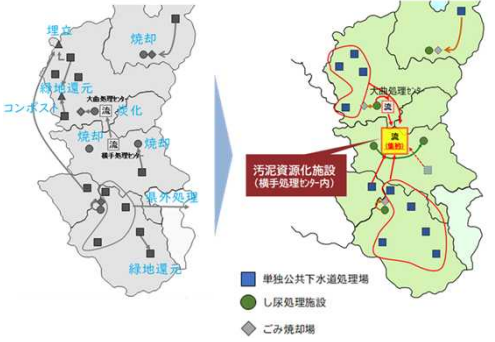 埋立
焼却
緑地還元
コンポスト
大曲処理センター
炭化
流
焼却
焼却
流
横手処理センター
県外処理
緑地還元
大曲処理センター
流
流
(集約)
汚泥資源化施設
(横手処理センター内)
単独公共下水道処理場
し尿処理施設
ごみ焼却場